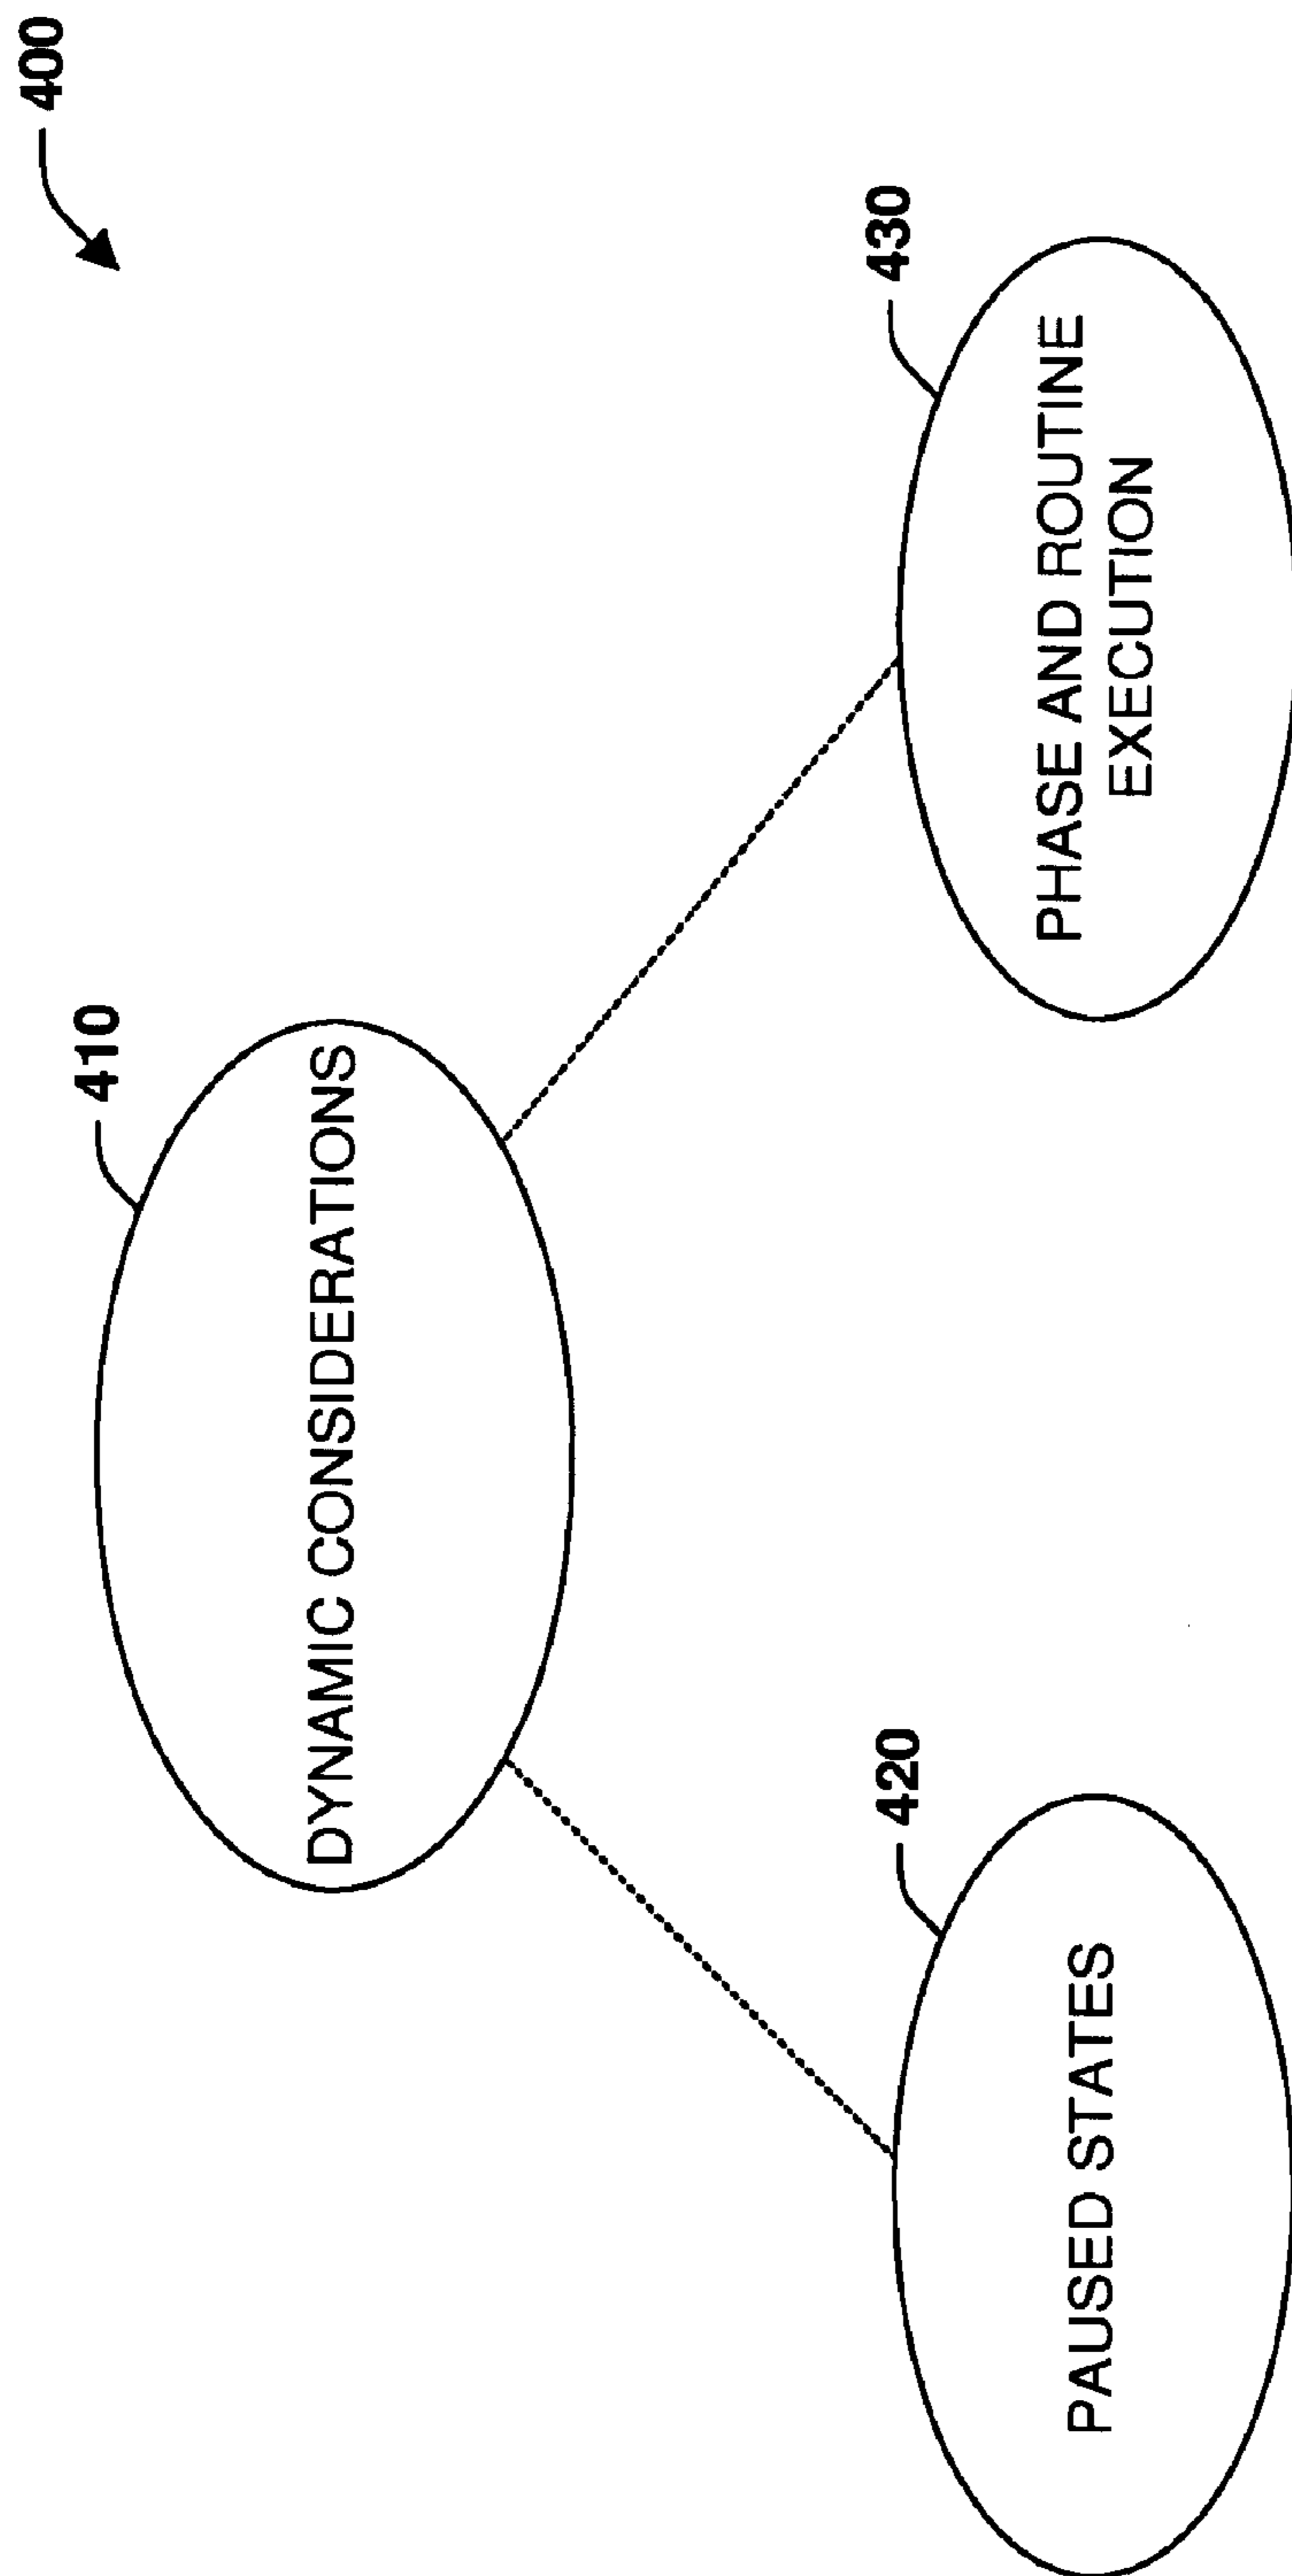 400
410
DYNAMIC CONSIDERATIONS
420
PAUSED STATES
430
PHASE AND ROUTINE
EXECUTION